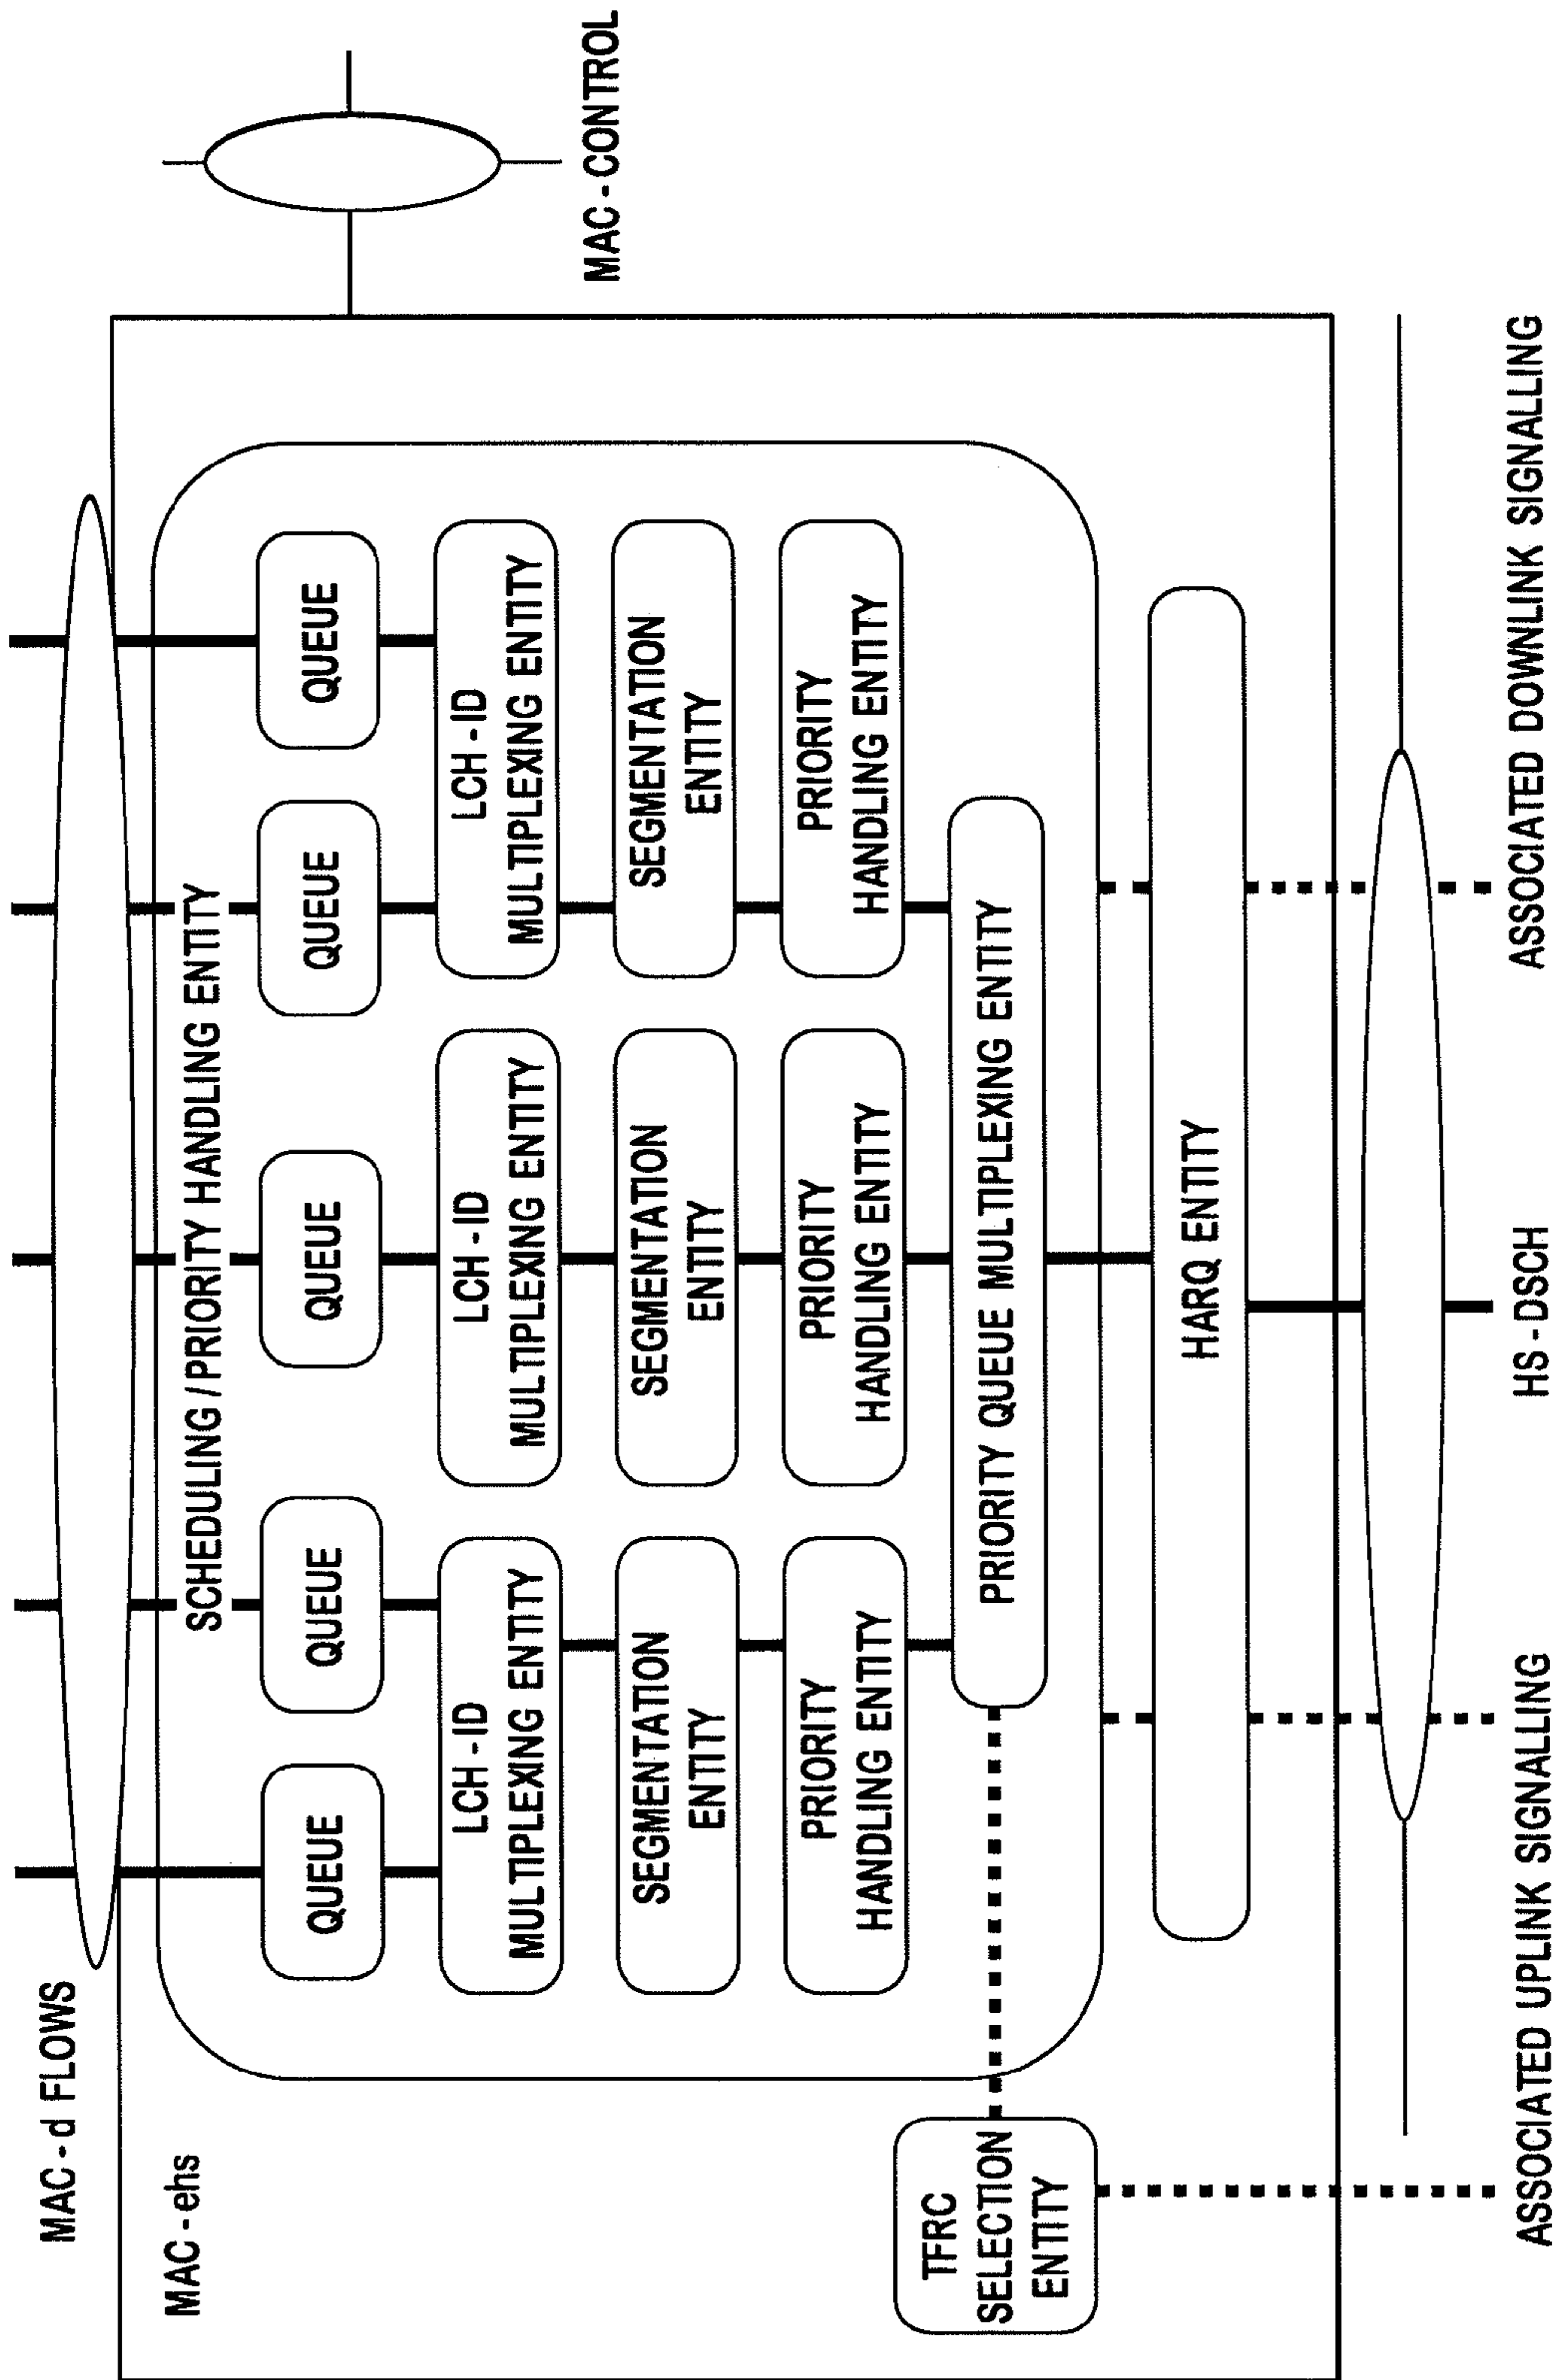 MAC-d FLOWS
MAC-ehs
SCHEDULING/PRIORITY HANDLING ENTITY
QUEUE
QUEUE
QUEUE
QUEUE
QUEUE
LCH-ID
MULTIPLEXING ENTITY
LCH-ID
MULTIPLEXING ENTITY
LCH-ID
MULTIPLEXING ENTITY
SEGMENTATION
ENTITY
SEGMENTATION
ENTITY
SEGMENTATION
ENTITY
PRIORITY
HANDLING ENTITY
PRIORITY
HANDLING ENTITY
PRIORITY
HANDLING ENTITY
TFRC
SELECTION
ENTITY
PRIORITY QUEUE MULTIPLEXING ENTITY
HARQ ENTITY
MAC-CONTROL
ASSOCIATED UPLINK SIGNALLING
HS-DSCH
ASSOCIATED DOWNLINK SIGNALLING